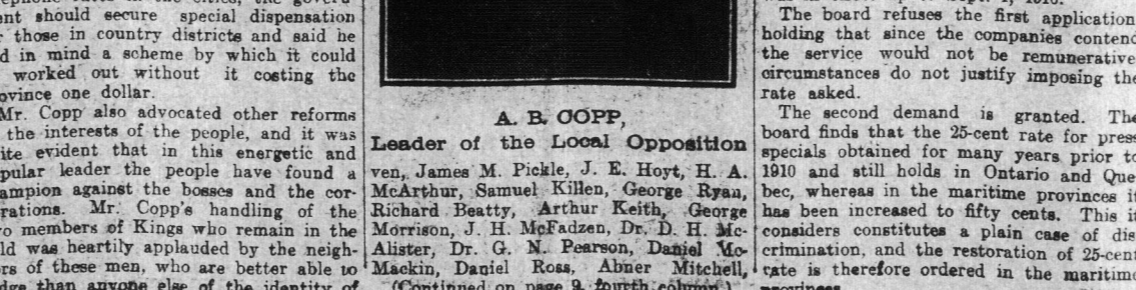 ent should secure special dispensation
those in country districts and said he
d in mind a scheme by which it could
worked out without it costing the
ovince one dollar.
Mr. Copp also advocated other reforms
the interests of the people, and it was
ite evident that in this energetic and
pular leader the people have found a
ampion against the bosses and the cor-
rations. Mr. Copp's handling of the
o members of Kings who remain in the
ld was heartily applauded by the neigh-
rs of these men, who are better able to
than anyone else of the identity of
A. B. COPP,
Leader of the Local Opposition
ven, James M. Pickle, J. E. Hoyt, H. A.
McArthur, Samuel Killen, George Ryan,
Richard Beatty, Arthur Keith, George
Morrison, J. H. McFadzen, Dr. D. H. Mc-
Alister, Dr. G. N. Pearson, Daniel Mc-
Mackin, Daniel Ross, Abner Mitchell,
(Continued on page 9, fourth column.)
The board refuses the first application
holding that since the companies contend
the service would not be remunerative
circumstances do not justify imposing the
rate asked.
The second demand is granted. The
board finds that the 25-cent rate for press
specials obtained for many years prior to
1910 and still holds in Ontario and Que-
bec, whereas in the maritime provinces it
has been increased to fifty cents. This it
considers constitutes a plain case of dis-
crimination, and the restoration of 25-cent
rate is therefore ordered in the maritime
provinces